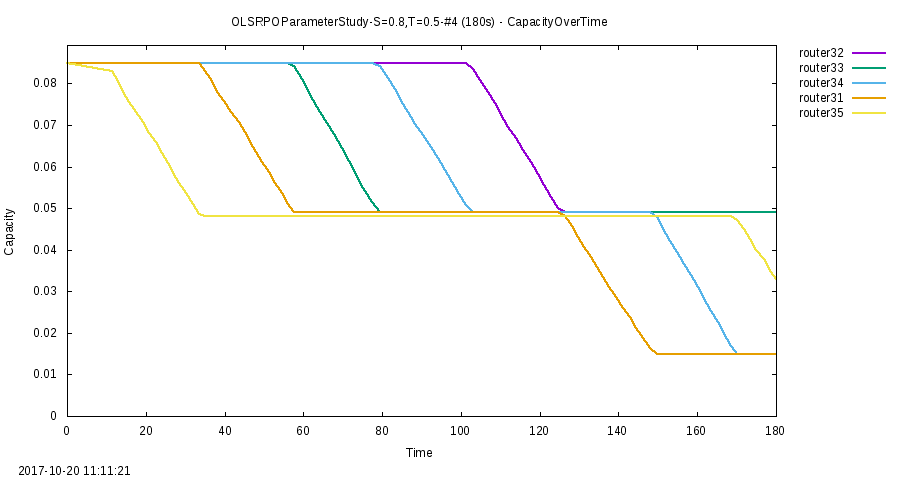 OLSRPOParameterStudy-S=0.8,T=0.5-#4 (180s) - CapacityOverTime
router32
router33
router34
router31
router35
0.08
0.07
0.06
0.05
0.04
0.03
0.02
0.01
0
Capacity
0 20 40 60 80 100 120 140 160 180
Time
2017-10-20 11:11:21